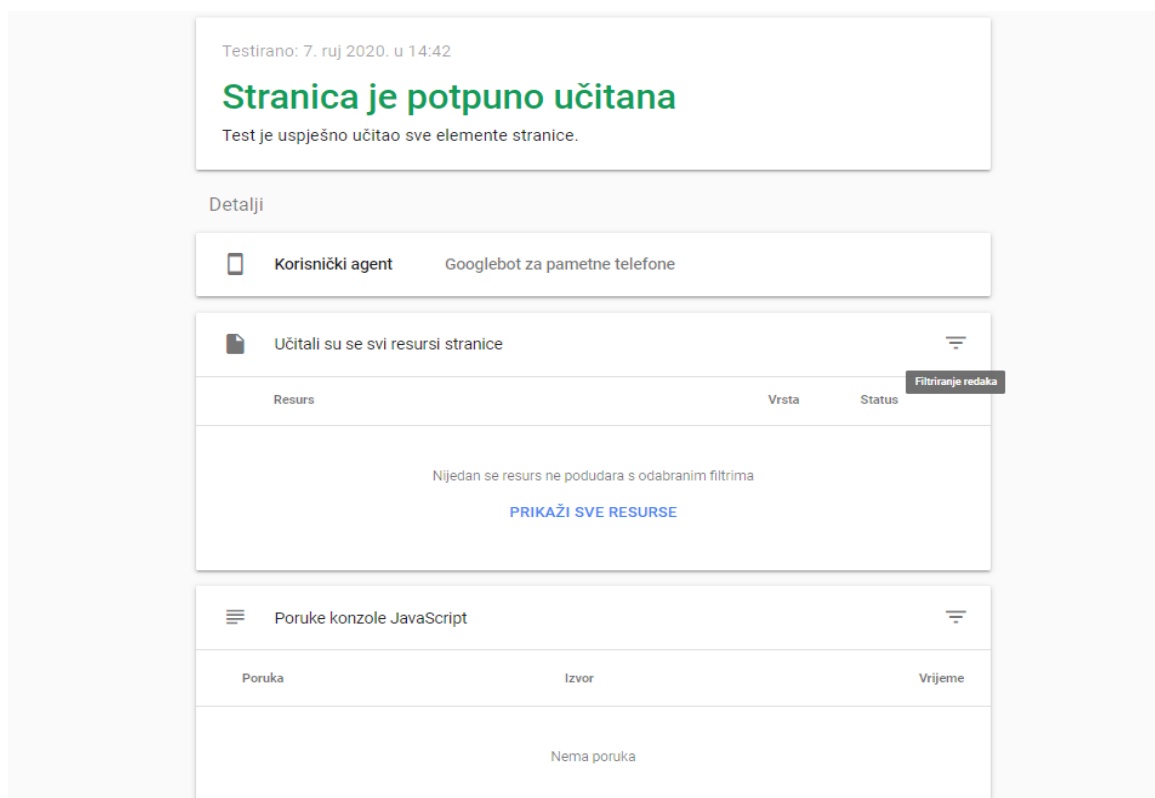 Testirano: 7. ruj 2020. u 14:42
Stranica je potpuno učitana
Test je uspješno učitao sve elemente stranice.
Detalji
Korisnički agent Googlebot za pametne telefone
Učitali su se svi resursi stranice
Filtriranje redaka
Resurs Vrsta Status
Nijedan se resurs ne podudara s odabranim filtrima
PRIKAŽI SVE RESURSE
Poruke konzole JavaScript
Poruka Izvor Vrijeme
Nema poruka